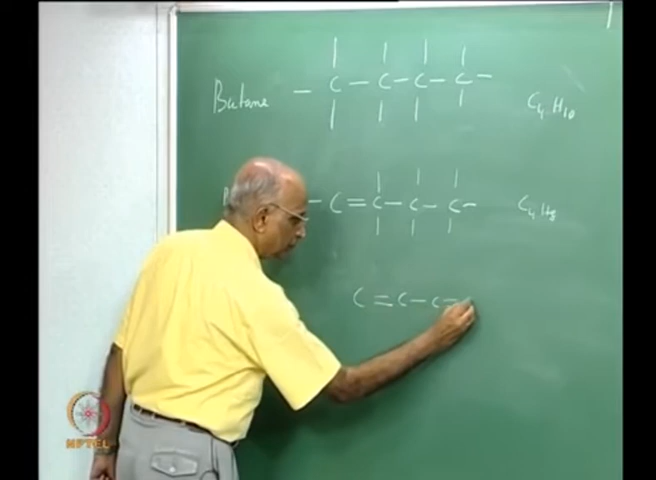 Butane - C - C - C - C - C4H10
- C = C - C - C - C4H8
C = C - C -
NPTEL